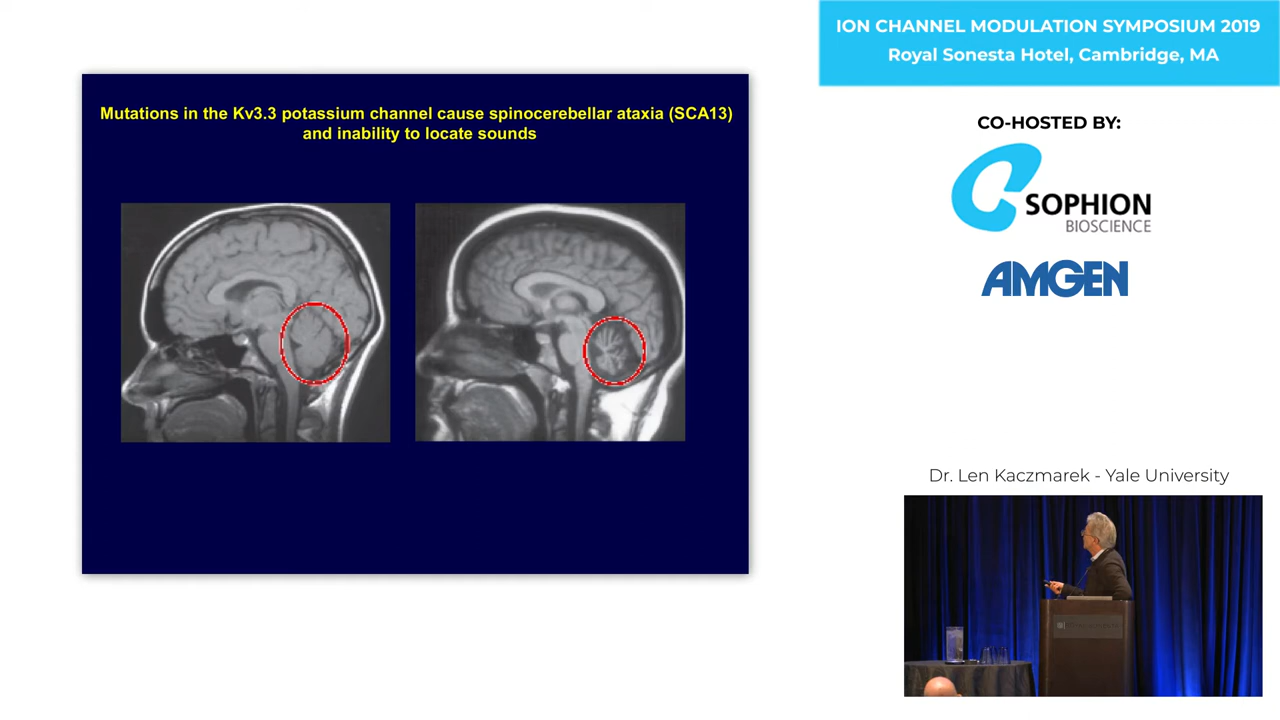 Mutations in the Kv3.3 potassium channel cause spinocerebellar ataxia (SCA13)
and inability to locate sounds
ION CHANNEL MODULATION SYMPOSIUM 2019
Royal Sonesta Hotel, Cambridge, MA
CO-HOSTED BY:
SOPHION
BIOSCIENCE
AMGEN
Dr. Len Kaczmarek - Yale University